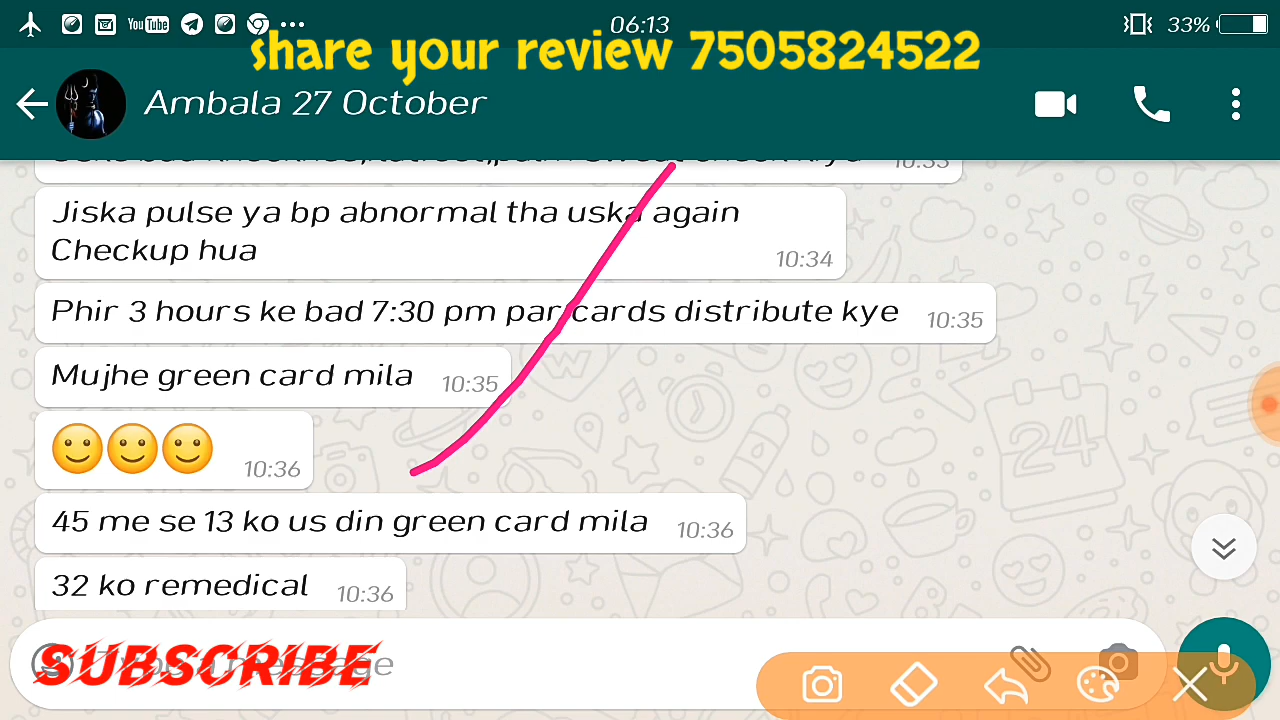 06:13
33%
share your review 7505824522
Ambala 27 October
10:33
Jiska pulse ya bp abnormal tha uska again
Checkup hua
10:34
Phir 3 hours ke bad 7:30 pm par cards distribute kye 10:35
Mujhe green card mila 10:35
10:36
45 me se 13 ko us din green card mila 10:36
32 ko remedical 10:36
SUBSCRIBE
message